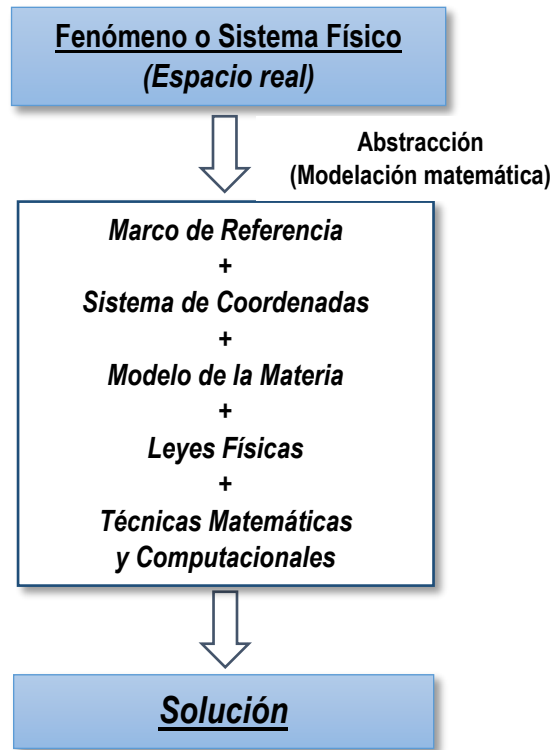 Fenómeno o Sistema Físico
(Espacio real)
Abstracción
(Modelación matemática)
Marco de Referencia
+
Sistema de Coordenadas
+
Modelo de la Materia
+
Leyes Físicas
+
Técnicas Matemáticas
y Computacionales
Solución